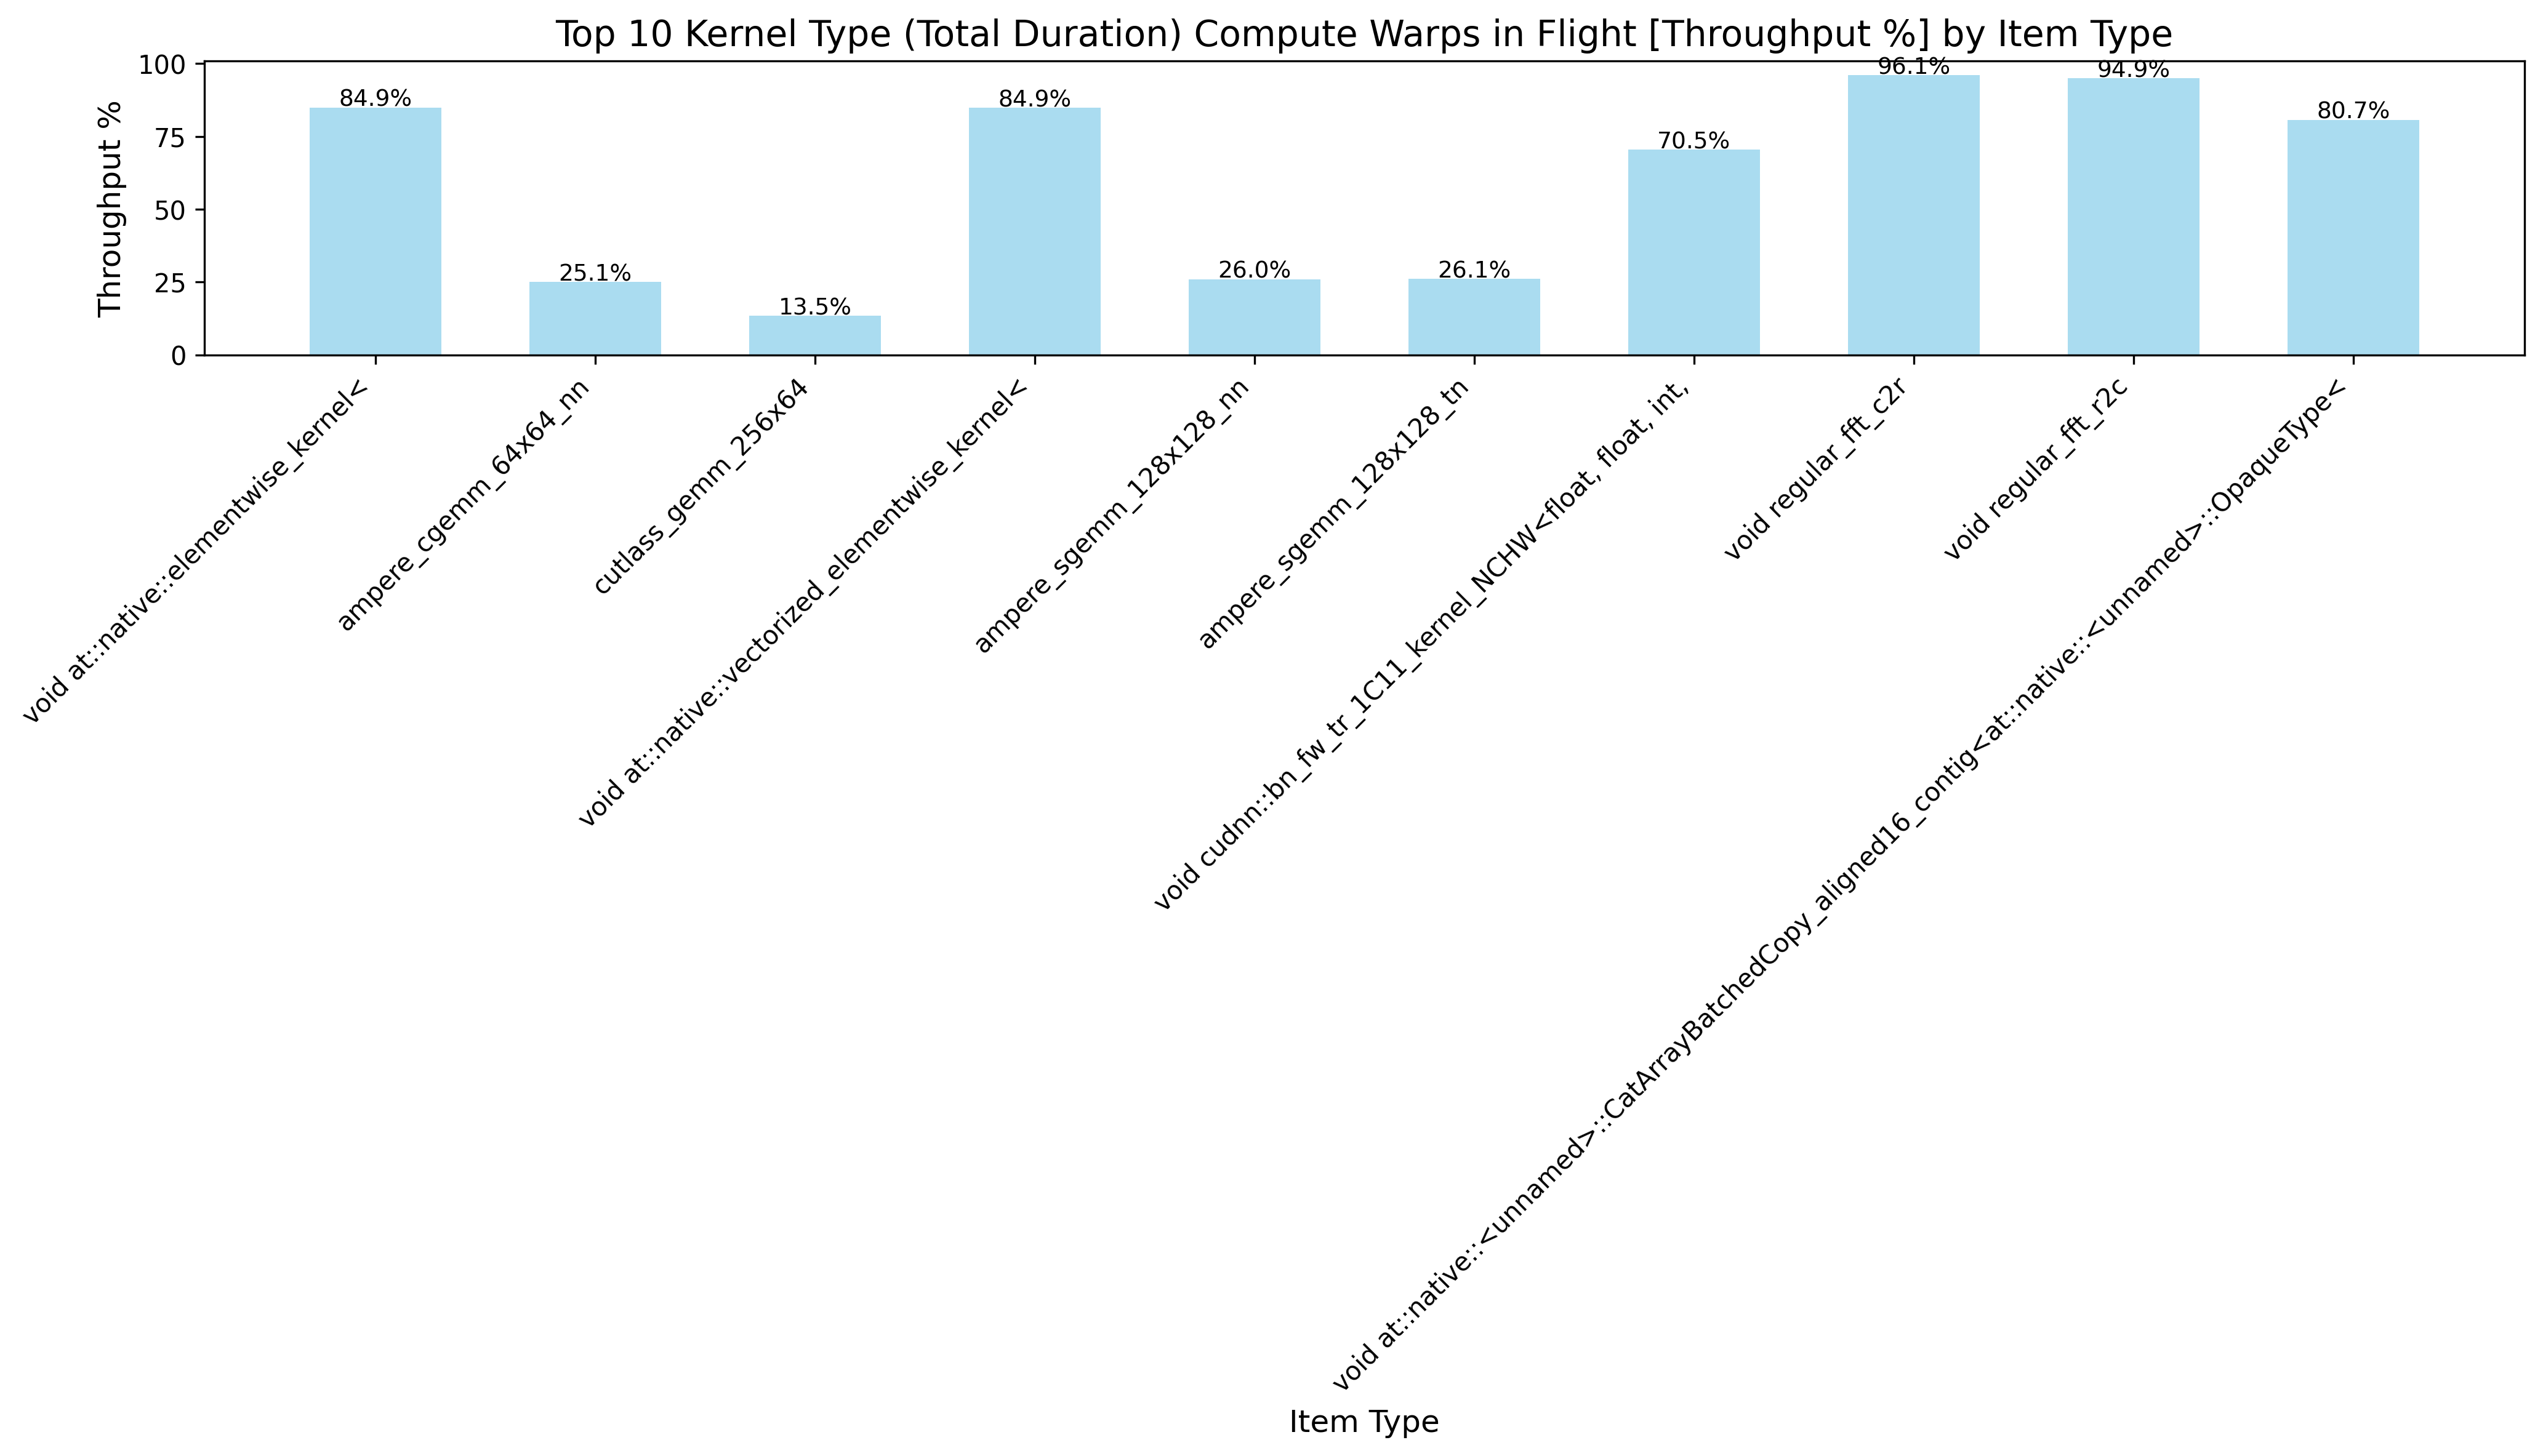 Top 10 Kernel Type (Total Duration) Compute Warps in Flight [Throughput %] by Item Type
Throughput %
100
75
50
25
0
84.9%
25.1%
13.5%
84.9%
26.0%
26.1%
70.5%
96.1%
94.9%
80.7%
void at::native::elementwise_kernel<
ampere_cgemm_64x64_nn
cutlass_gemm_256x64
void at::native::vectorized_elementwise_kernel<
ampere_sgemm_128x128_nn
ampere_sgemm_128x128_tn
void cudnn::bn_fw_tr_1C11_kernel_NCHW<float, float, int,
void regular_fft_c2r
void regular_fft_r2c
void at::native::<unnamed>::CatArrayBatchedCopy_aligned16_contig<at::native::<unnamed>::OpaqueType<
Item Type